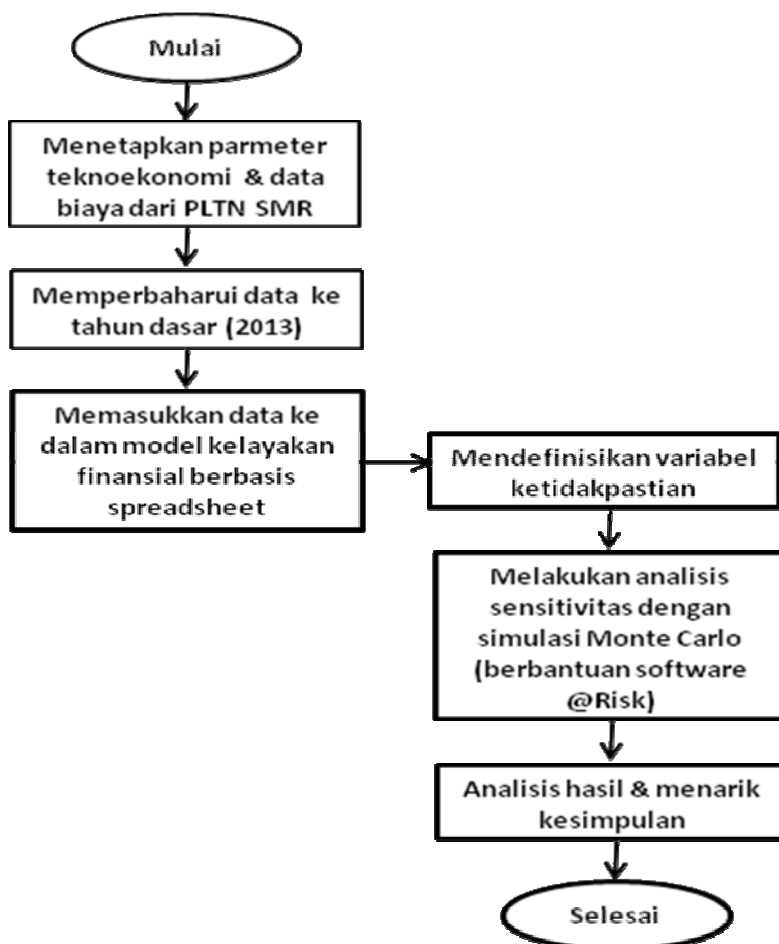 Mulai
Menetapkan parmeter
teknoekonomi & data
biaya dari PLTN SMR
Memperbaharui data ke
tahun dasar (2013)
Memasukkan data ke
dalam model kelayakan
finansial berbasis
spreadsheet
Mendefinisikan variabel
ketidakpastian
Melakukan analisis
sensitivitas dengan
simulasi Monte Carlo
(berbantuan software
@Risk)
Analisis hasil & menarik
kesimpulan
Selesai